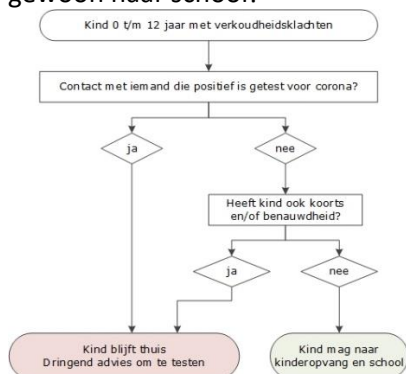 gewoon naar school.
Kind 0 t/m 12 jaar met verkoudheidsklachten
Contact met iemand die positief is getest voor corona?
ja
nee
Heeft kind ook koorts
en/of benauwdheid?
ja
nee
Kind blijft thuis
Dringend advies om te testen
Kind mag naar
kinderopvang en school